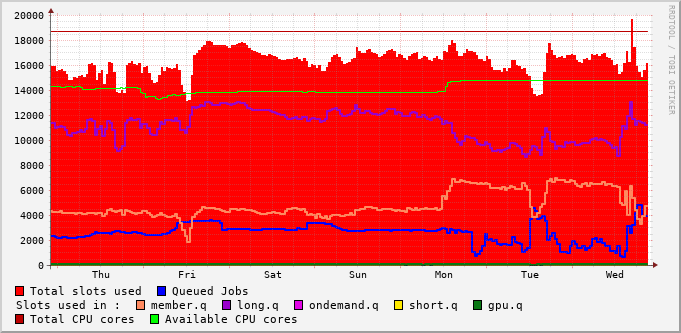 20000
18000
16000
14000
12000
10000
8000
6000
4000
2000
0
Thu Fri Sat Sun Mon Tue Wed
RRDTOOL / TOBI OETIKER
Total slots used Queued Jobs
Slots used in : member.q long.q ondemand.q short.q gpu.q
Total CPU cores Available CPU cores